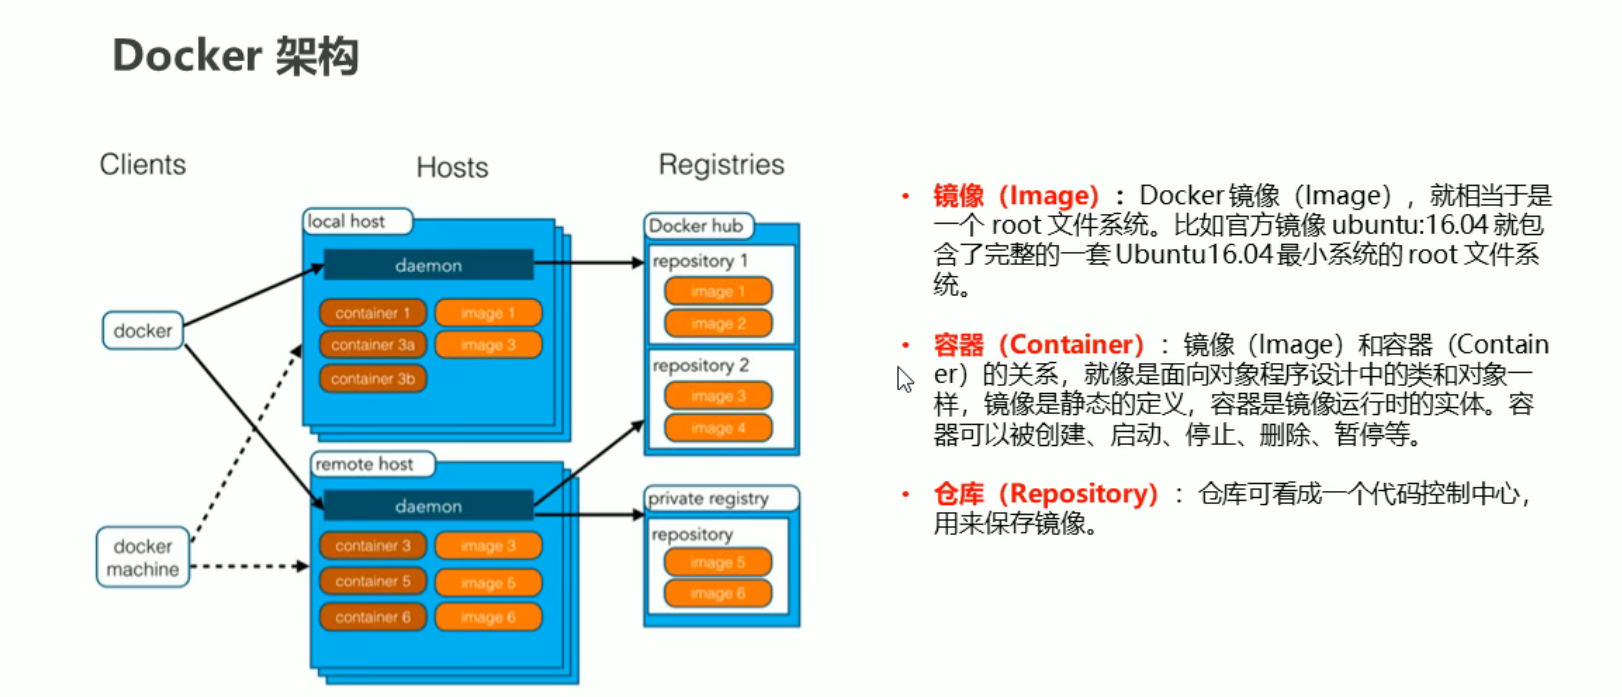 Docker 架构
Clients
Hosts
Registries
local host
daemon
container 1
image 1
container 3a
image 3
container 3b
docker
docker
machine
remote host
daemon
container 3
image 3
container 5
image 5
container 6
image 6
Docker hub
repository 1
image 1
image 2
repository 2
image 3
image 4
private registry
repository
image 5
image 6
• 镜像（Image）：Docker 镜像（Image），就相当于是
一个 root 文件系统。比如官方镜像 ubuntu:16.04 就包
含了完整的一套 Ubuntu16.04 最小系统的 root 文件系
统。
• 容器（Container）：镜像（Image）和容器（Contain
er）的关系，就像是面向对象程序设计中的类和对象一
样，镜像是静态的定义，容器是镜像运行时的实体。容
器可以被创建、启动、停止、删除、暂停等。
• 仓库（Repository）：仓库可看成一个代码控制中心，
用来保存镜像。